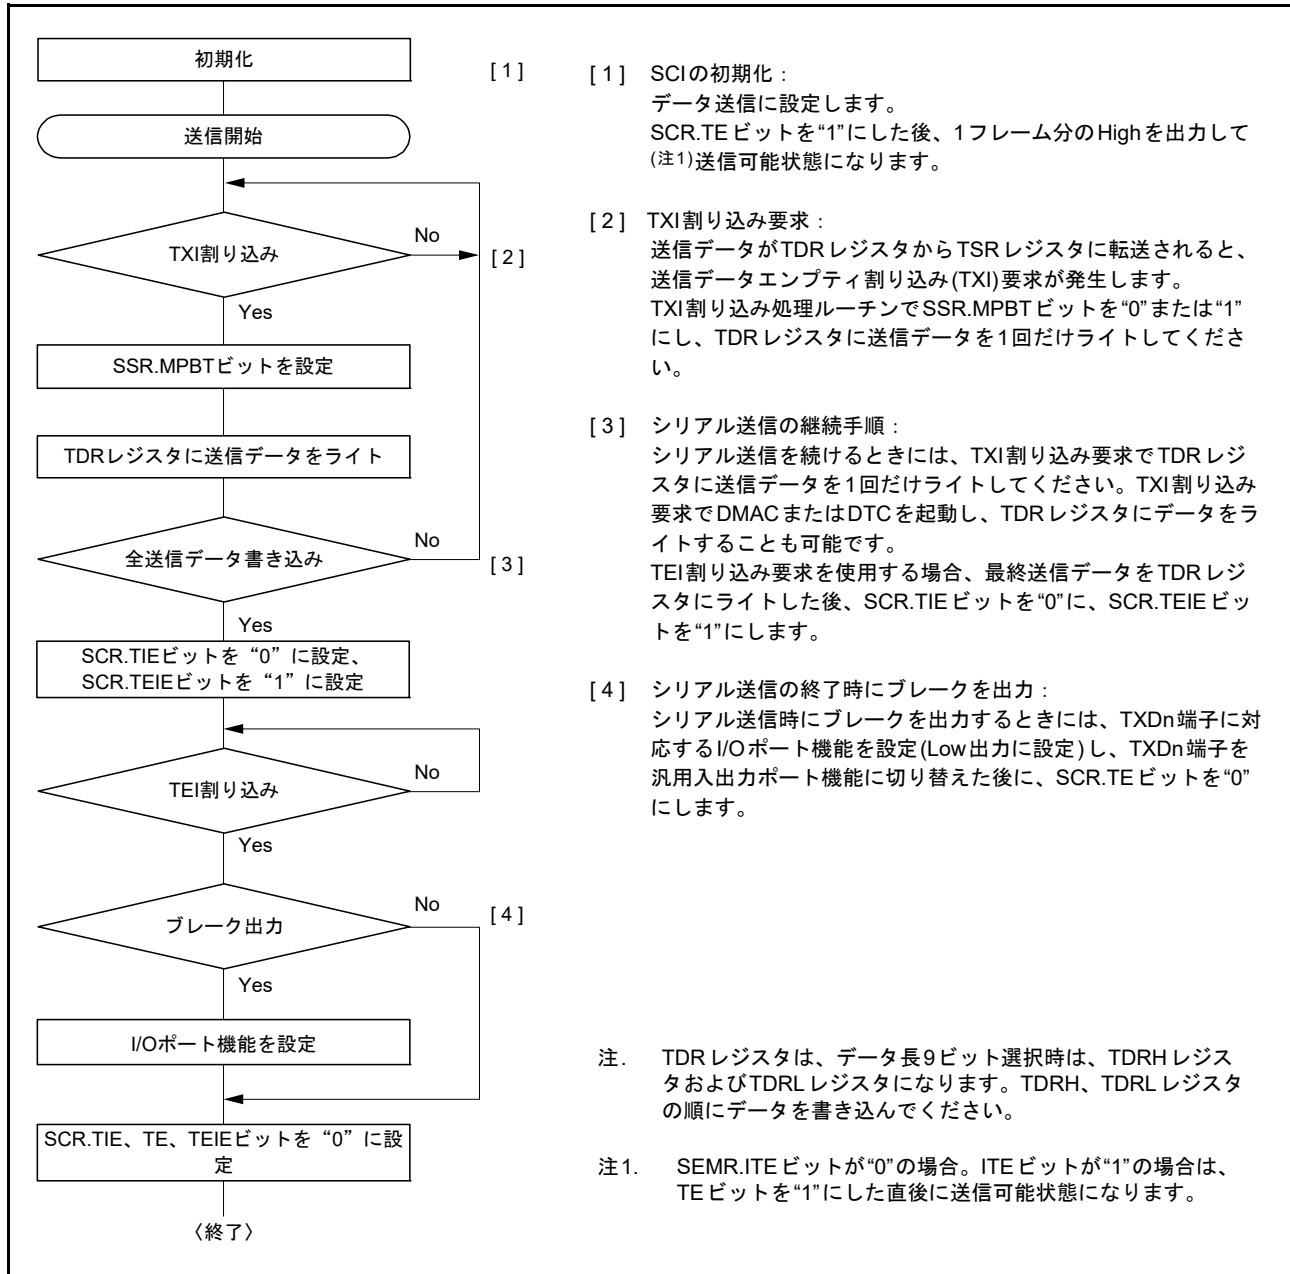 初期化
[ 1 ]
送信開始
TXI割り込み
No
[ 2 ]
Yes
SSR.MPBTビットを設定
TDRレジスタに送信データをライト
全送信データ書き込み
No
[ 3 ]
Yes
SCR.TIEビットを“0”に設定、
SCR.TEIEビットを“1”に設定
TEI割り込み
No
Yes
ブレーク出力
No
[ 4 ]
Yes
I/Oポート機能を設定
SCR.TIE、TE、TEIEビットを“0”に設
定
〈終了〉
[ 1 ] SCIの初期化：
データ送信に設定します。
SCR.TEビットを“1”にした後、1フレーム分のHighを出力して
(注1)送信可能状態になります。
[ 2 ] TXI割り込み要求：
送信データがTDRレジスタからTSRレジスタに転送されると、
送信データエンプティ割り込み(TXI)要求が発生します。
TXI割り込み処理ルーチンでSSR.MPBTビットを“0”または“1”
にし、TDRレジスタに送信データを1回だけライトしてくださ
い。
[ 3 ] シリアル送信の継続手順：
シリアル送信を続けるときには、TXI割り込み要求でTDRレジ
スタに送信データを1回だけライトしてください。TXI割り込み
要求でDMACまたはDTCを起動し、TDRレジスタにデータをラ
イトすることも可能です。
TEI割り込み要求を使用する場合、最終送信データをTDRレジ
スタにライトした後、SCR.TIEビットを“0”に、SCR.TEIEビッ
トを“1”にします。
[ 4 ] シリアル送信の終了時にブレークを出力：
シリアル送信時にブレークを出力するときには、TXDn端子に対
応するI/Oポート機能を設定(Low出力に設定)し、TXDn端子を
汎用入出力ポート機能に切り替えた後に、SCR.TEビットを“0”
にします。
注. TDRレジスタは、データ長9ビット選択時は、TDRHレジス
タおよびTDRLレジスタになります。TDRH、TDRLレジスタ
の順にデータを書き込んでください。
注1. SEMR.ITEビットが“0”の場合。ITEビットが“1”の場合は、
TEビットを“1”にした直後に送信可能状態になります。